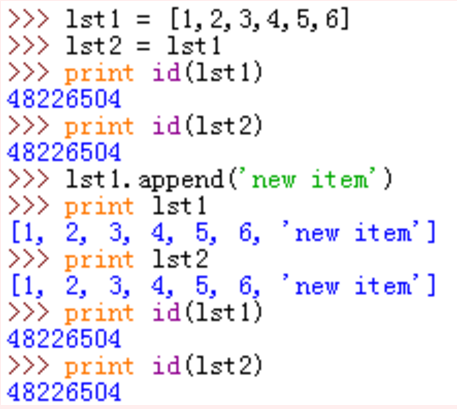 >>> lst1 = [1,2,3,4,5,6]
>>> lst2 = lst1
>>> print id(lst1)
48226504
>>> print id(lst2)
48226504
>>> lst1.append('new item')
>>> print lst1
[1, 2, 3, 4, 5, 6, 'new item']
>>> print lst2
[1, 2, 3, 4, 5, 6, 'new item']
>>> print id(lst1)
48226504
>>> print id(lst2)
48226504